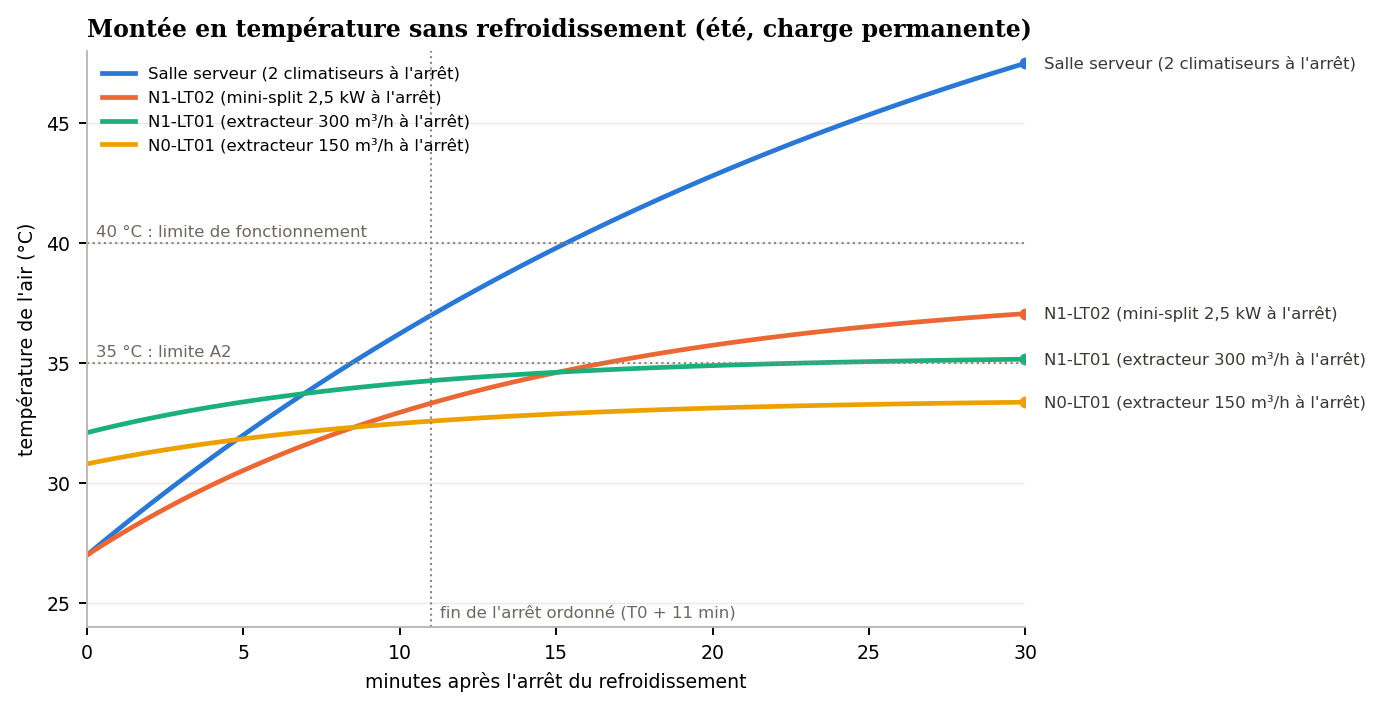 Montée en température sans refroidissement (été, charge permanente)
Salle serveur (2 climatiseurs à l'arrêt)
N1-LT02 (mini-split 2,5 kW à l'arrêt)
N1-LT01 (extracteur 300 m³/h à l'arrêt)
N0-LT01 (extracteur 150 m³/h à l'arrêt)
température de l'air (°C)
45
40
35
30
25
40 °C : limite de fonctionnement
35 °C : limite A2
fin de l'arrêt ordonné (T0 + 11 min)
Salle serveur (2 climatiseurs à l'arrêt)
N1-LT02 (mini-split 2,5 kW à l'arrêt)
N1-LT01 (extracteur 300 m³/h à l'arrêt)
N0-LT01 (extracteur 150 m³/h à l'arrêt)
0
5
10
15
20
25
30
minutes après l'arrêt du refroidissement